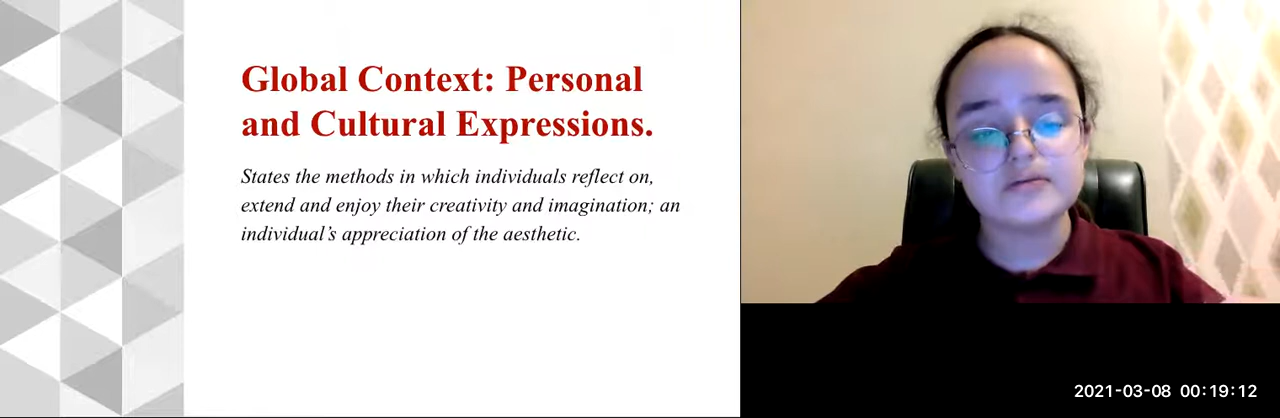 Global Context: Personal
and Cultural Expressions.
States the methods in which individuals reflect on,
extend and enjoy their creativity and imagination; an
individual’s appreciation of the aesthetic.
2021-03-08 00:19:12